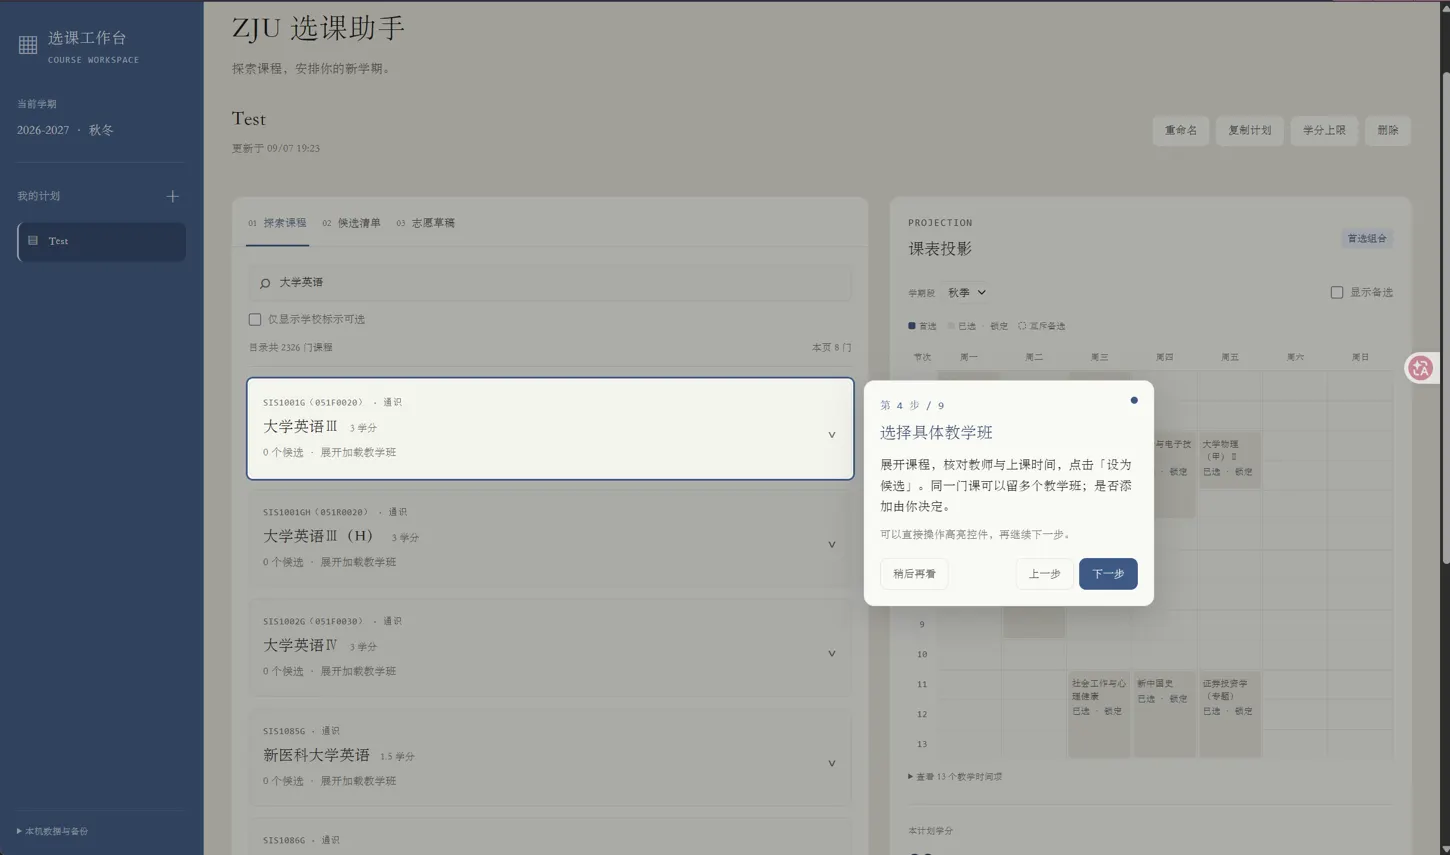 选课工作台
COURSE WORKSPACE
当前学期
2026-2027 · 秋冬
我的计划
Test
本机数据与备份
ZJU 选课助手
探索课程，安排你的新学期。
Test
更新于 09/07 19:23
重命名
复制计划
学分上限
删除
01 探索课程
02 候选清单
03 志愿草稿
大学英语
仅显示学校标示可选
目录共 2326 门课程
本页 8 门
SIS1001G（051F0020） · 通识
大学英语Ⅲ 3 学分
0 个候选 · 展开加载教学班
SIS1001GH（051R0020） · 通识
大学英语Ⅲ（H） 3 学分
0 个候选 · 展开加载教学班
SIS1002G（051F0030） · 通识
大学英语Ⅳ 3 学分
0 个候选 · 展开加载教学班
SIS1085G · 通识
新医科大学英语 1.5 学分
0 个候选 · 展开加载教学班
SIS1086G · 通识
PROJECTION
课表投影
首选组合
学期段 秋季
显示备选
首选 已选 · 锁定 互斥备选
节次 周一 周二 周三 周四 周五 周六 周日
第 4 步 / 9
选择具体教学班
展开课程，核对教师与上课时间，点击「设为
候选」。同一门课可以留多个教学班；是否添
加由你决定。
可以直接操作高亮控件，再继续下一步。
稍后再看
上一步
下一步
与电子技
· 锁定
大学物理
（甲）
已选 · 锁定
9
10
11
12
13
社会工作与心
理健康
已选 · 锁定
新中国史
已选 · 锁定
证券投资学
（专题）
已选 · 锁定
查看 13 个教学时间项
本计划学分